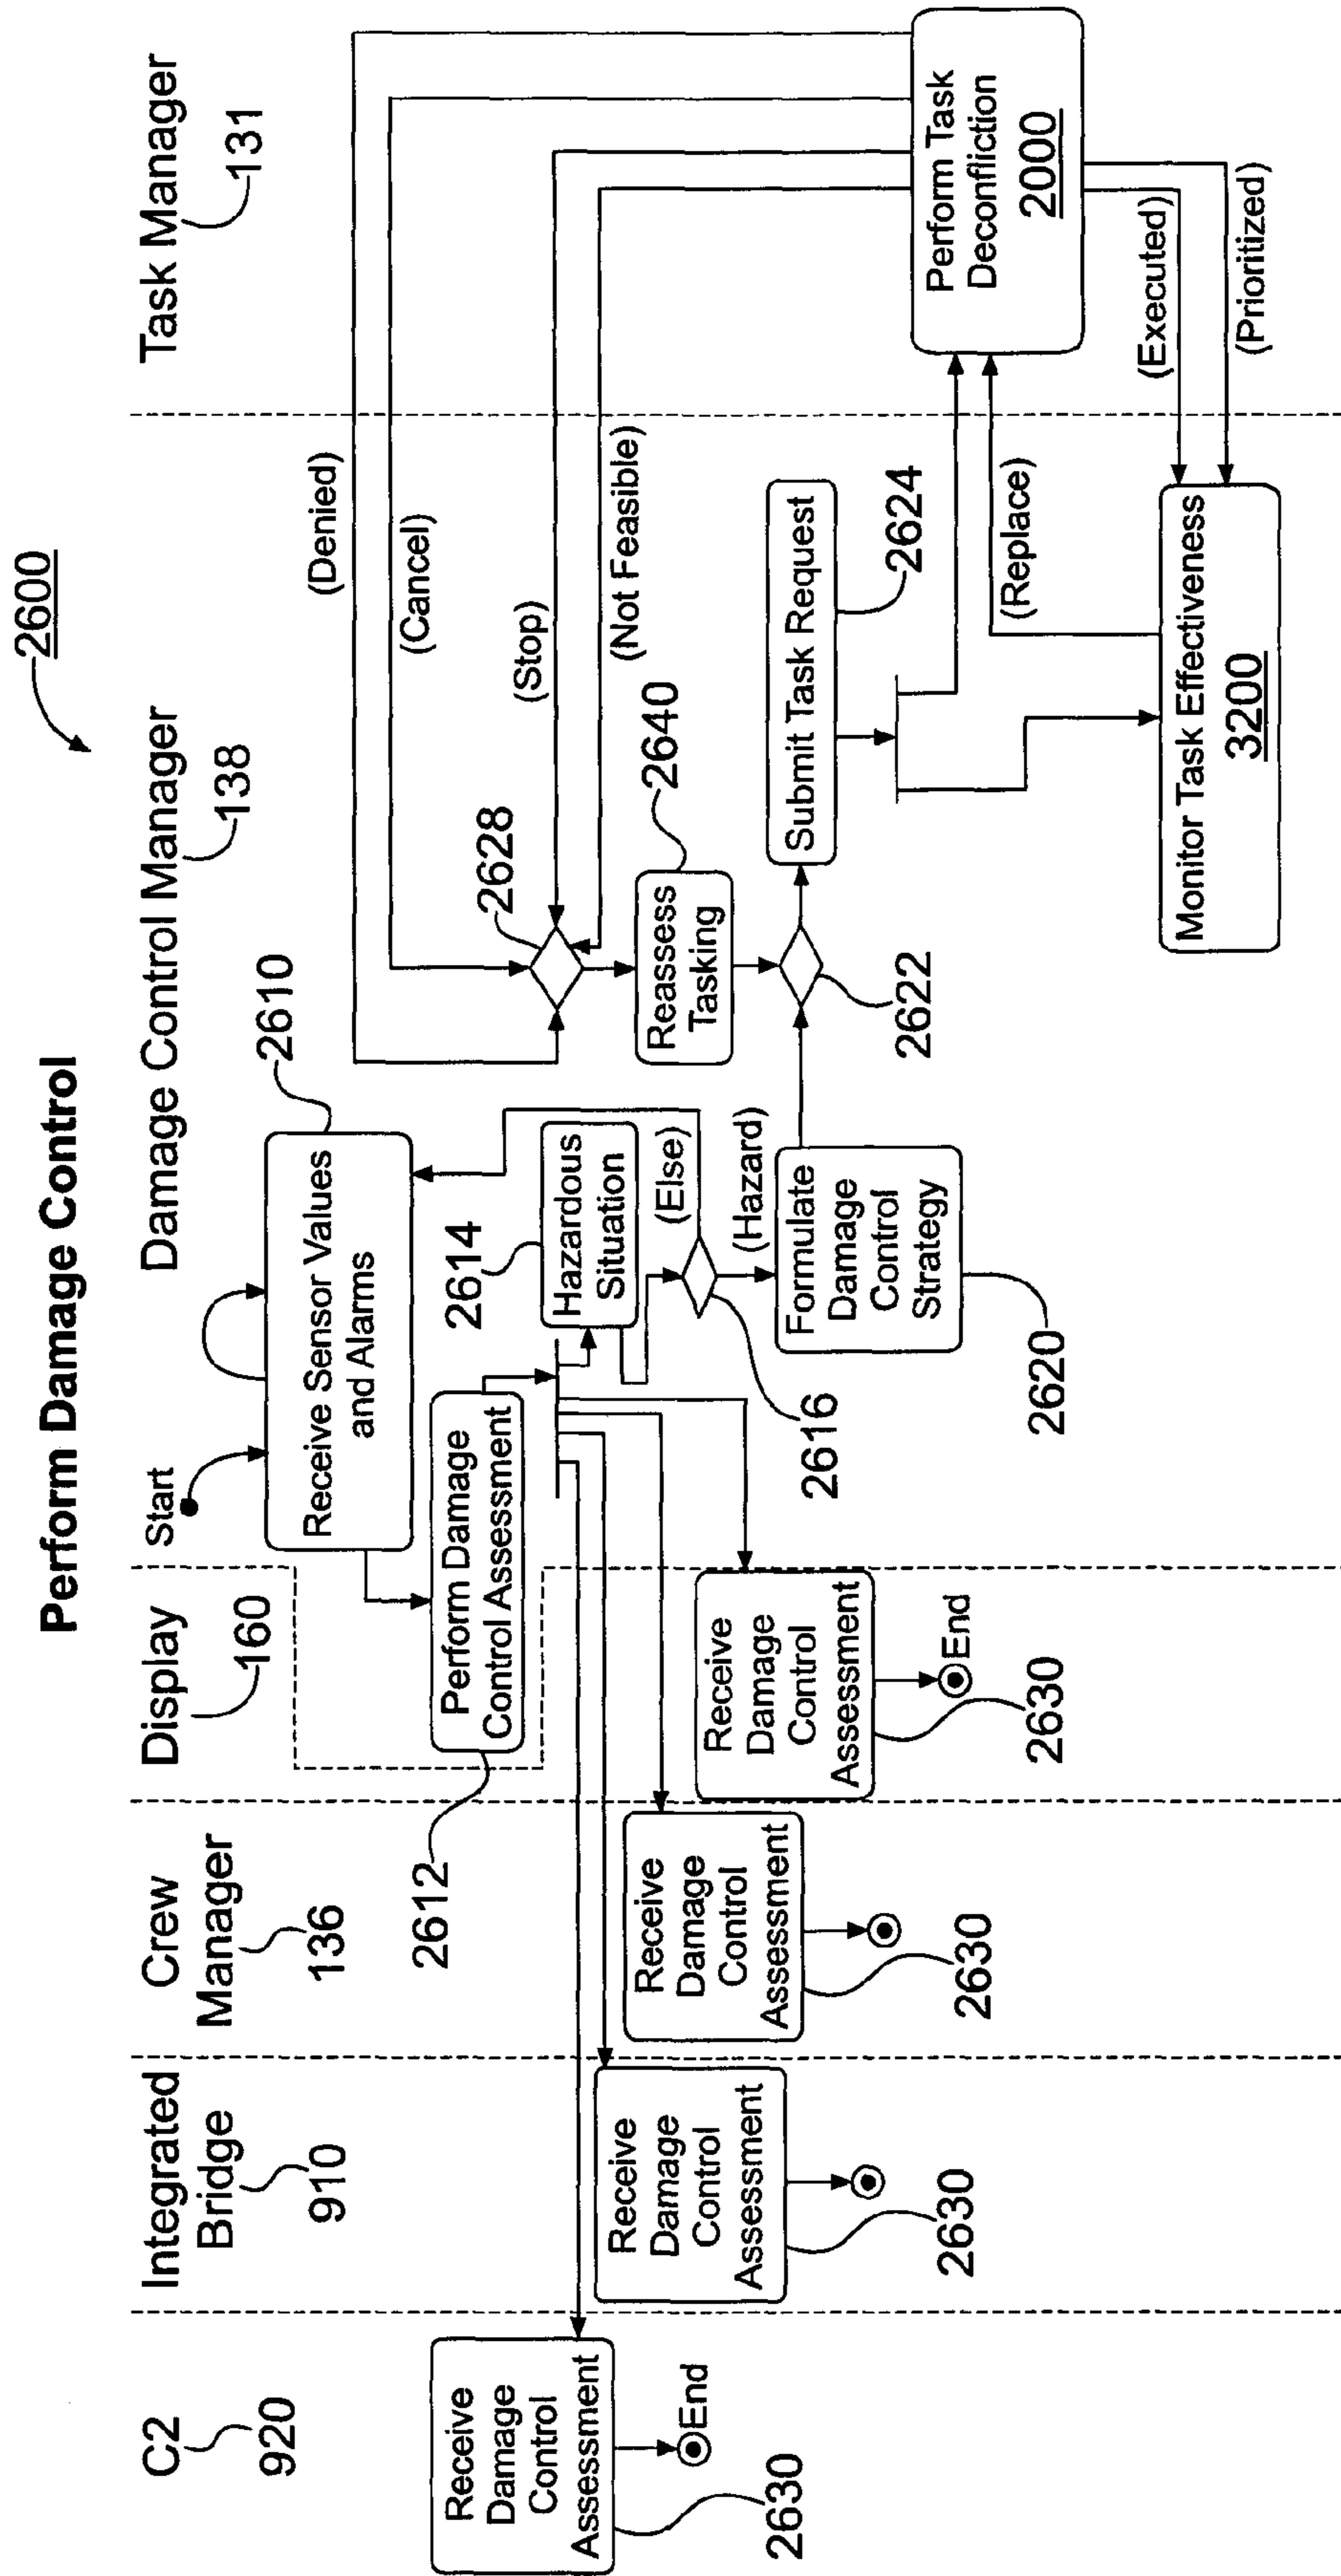 Perform Damage Control
2600
C2
920
Integrated
Bridge
910
Crew
Manager
136
Display
160
Damage Control Manager
138
Task Manager
131
Start
Receive Sensor Values
and Alarms
2610
Perform Damage
Control Assessment
2612
2614
Hazardous
Situation
(Else)
2616
(Hazard)
Formulate
Damage
Control
Strategy
2620
(Denied)
(Cancel)
(Stop)
(Not Feasible)
2628
Reassess
Tasking
2640
2622
Submit Task Request
2624
Perform Task
Deconfliction
2000
(Replace)
(Executed)
(Prioritized)
Monitor Task Effectiveness
3200
Receive
Damage
Control
Assessment
End
2630
Receive
Damage
Control
Assessment
2630
Receive
Damage
Control
Assessment
2630
Receive
Damage
Control
Assessment
End
2630